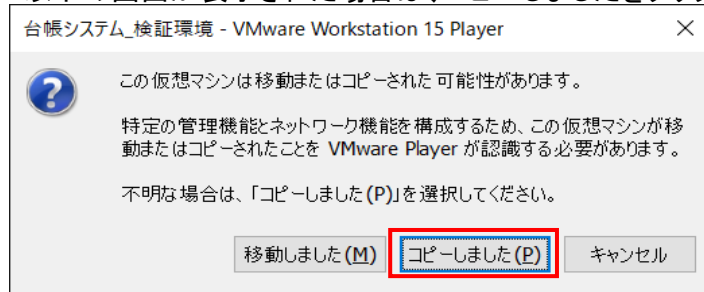 台帳システム_検証環境 - VMware Workstation 15 Player
この仮想マシンは移動またはコピーされた可能性があります。
特定の管理機能とネットワーク機能を構成するため、この仮想マシンが移
動またはコピーされたことを VMware Player が認識する必要があります。
不明な場合は、「コピーしました(P)」を選択してください。
移動しました(M) コピーしました(P) キャンセル